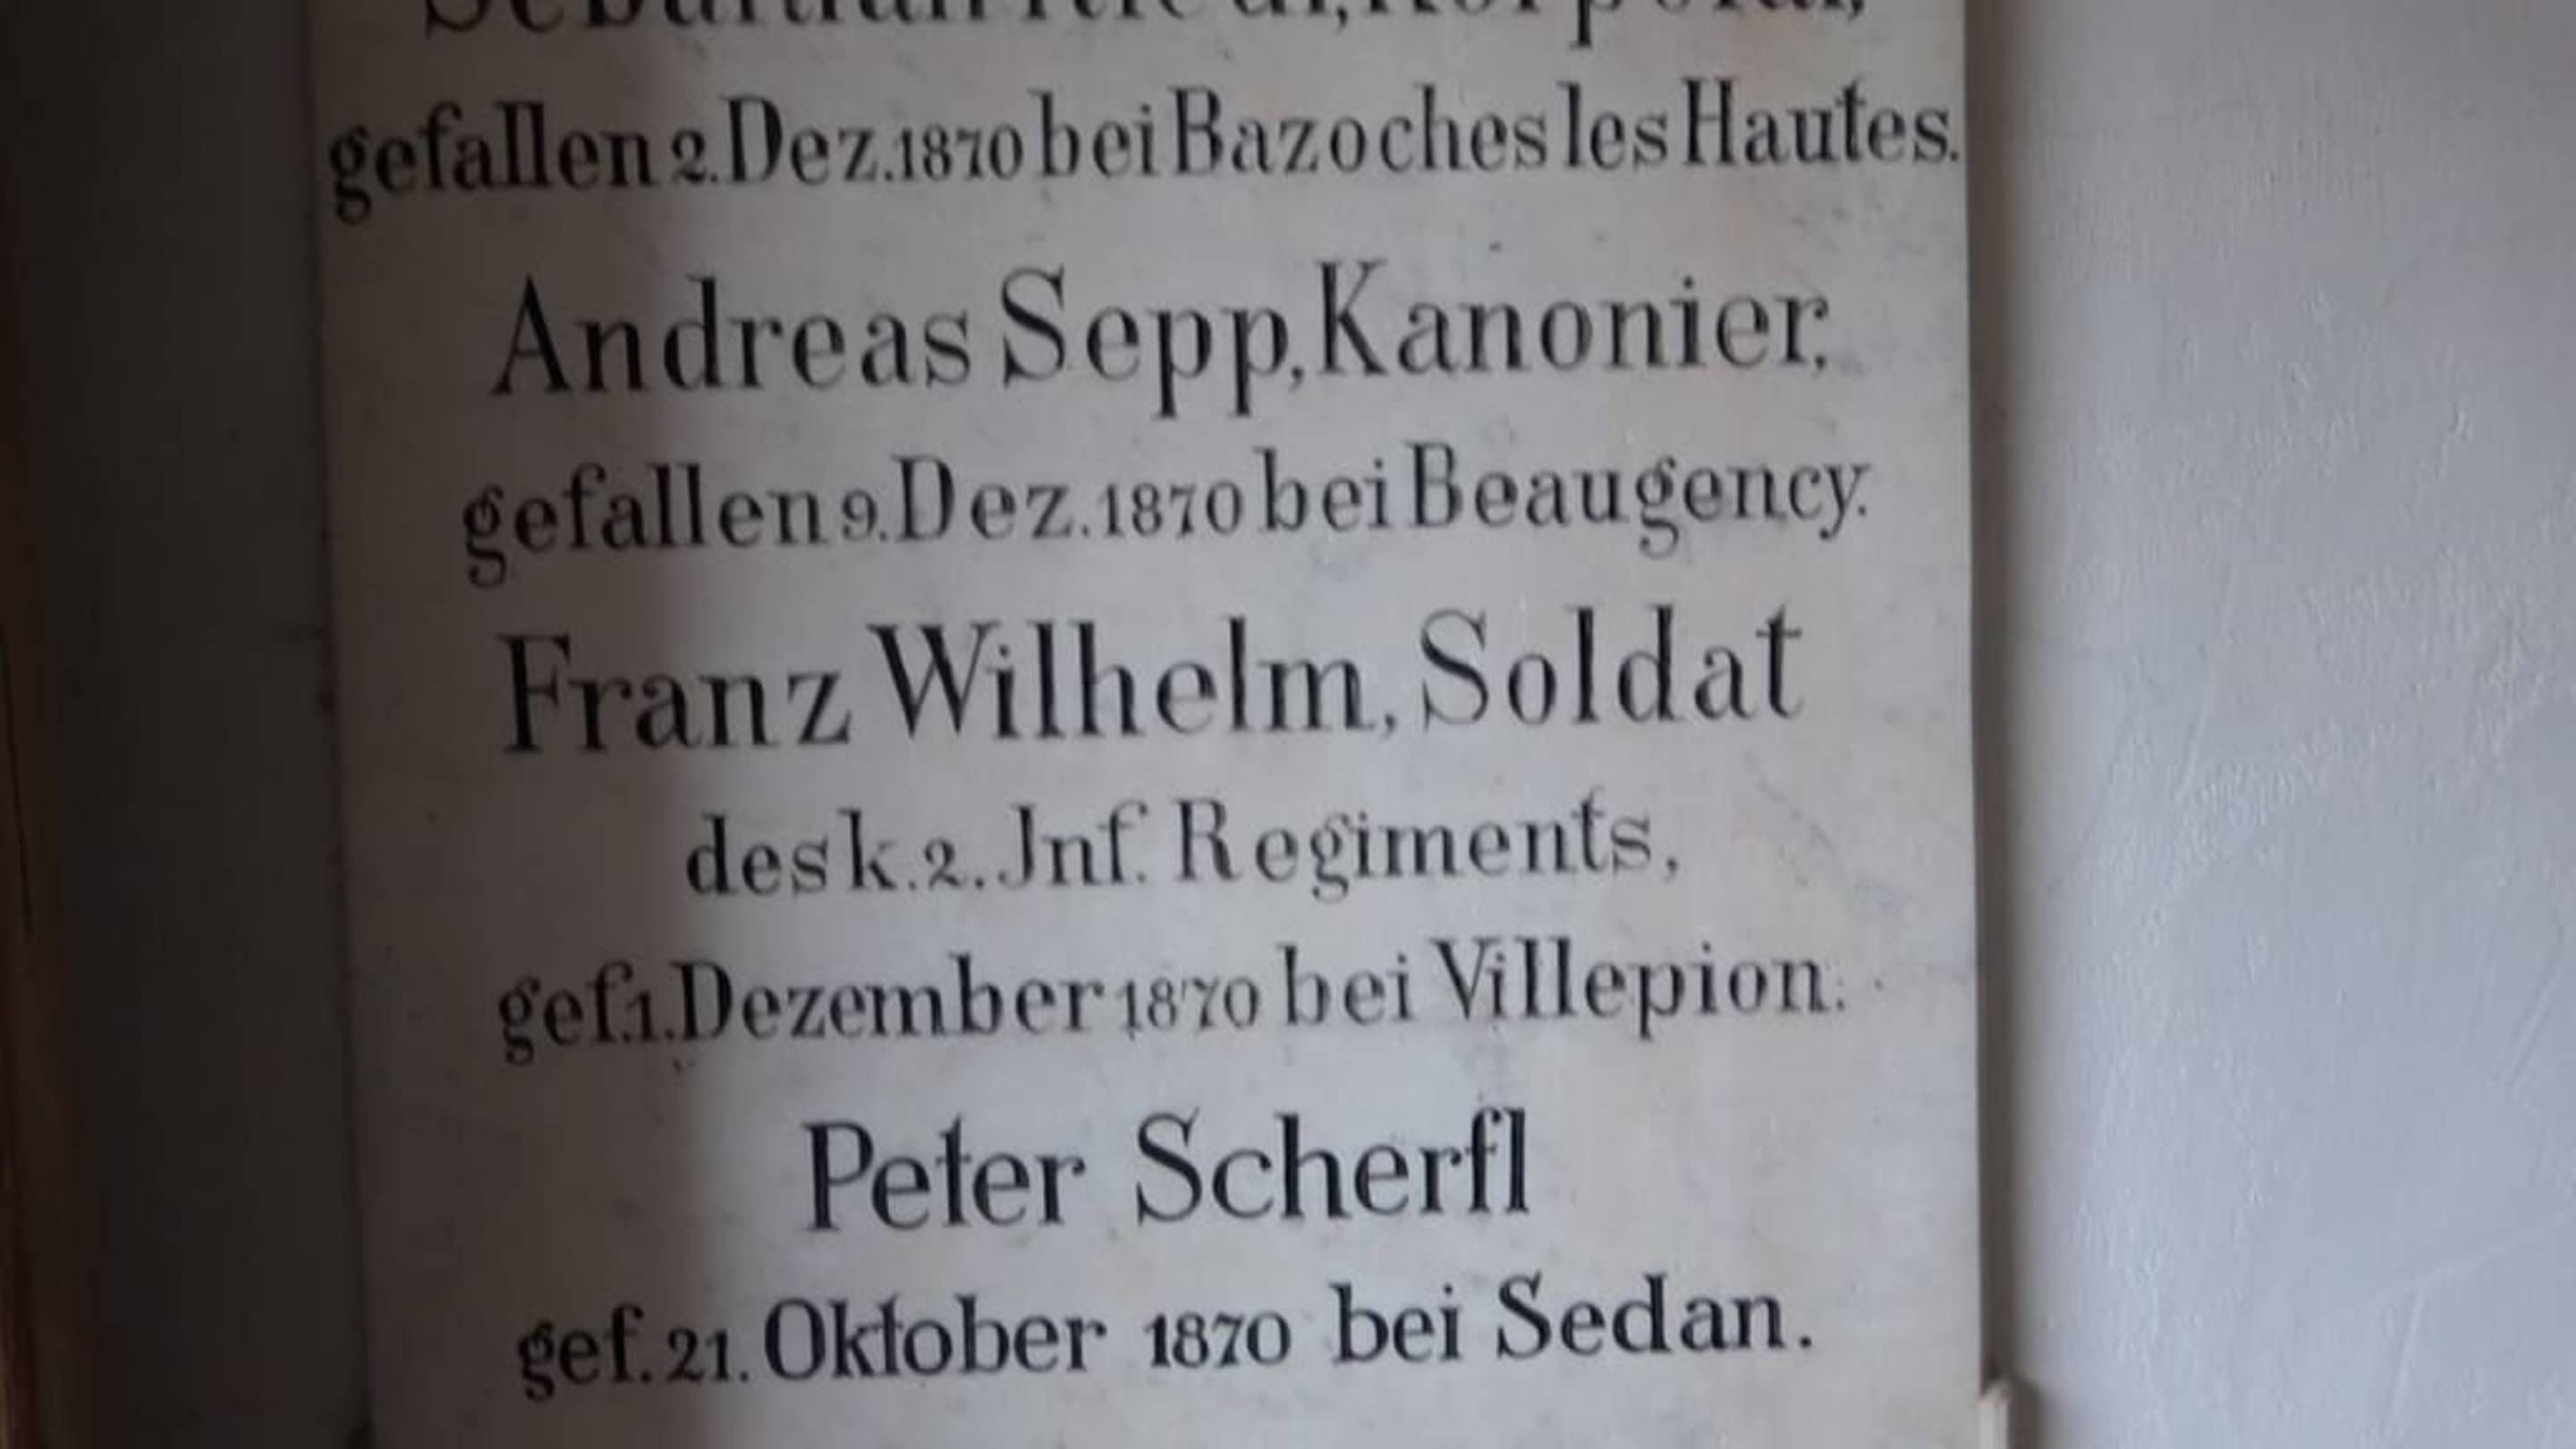 gefallen 2. Dez. 1870 bei Bazoches les Hautes.
Andreas Sepp, Kanonier,
gefallen 9. Dez. 1870 bei Beaugency.
Franz Wilhelm, Soldat
des k. 2. Jnf. Regiments,
gef. 1. Dezember 1870 bei Villepion.
Peter Scherfl
gef. 21. Oktober 1870 bei Sedan.